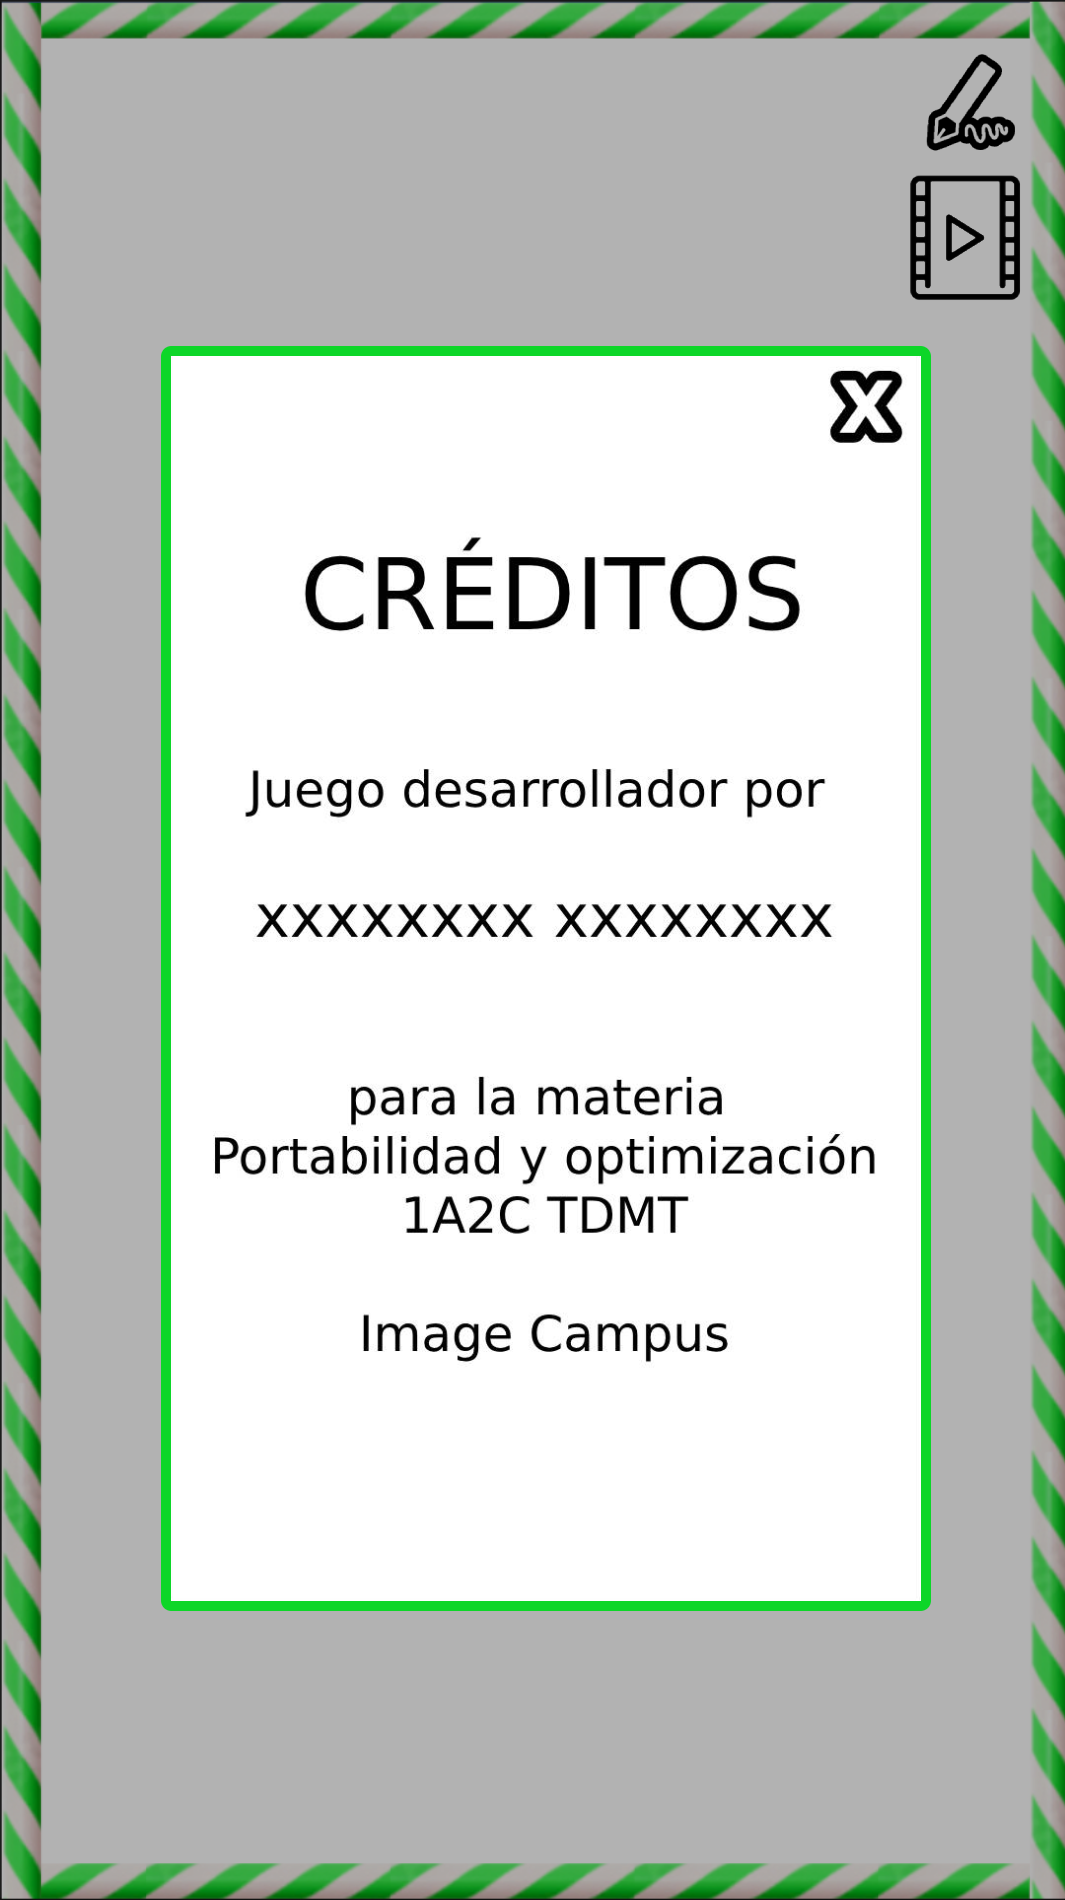 X
CRÉDITOS
Juego desarrollador por
xxxxxxxx xxxxxxxx
para la materia
Portabilidad y optimización
1A2C TDMT
Image Campus